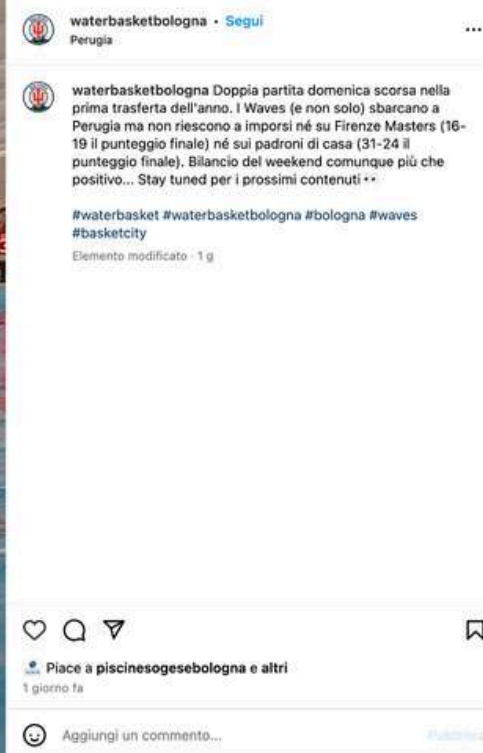 waterbasketbologna • Segui
Perugia
waterbasketbologna Doppia partita domenica scorsa nella
prima trasferta dell'anno. I Waves (e non solo) sbarcano a
Perugia ma non riescono a imporsi né su Firenze Masters (16-
19 il punteggio finale) né sui padroni di casa (31-24 il
punteggio finale). Bilancio del weekend comunque più che
positivo... Stay tuned per i prossimi contenuti
#waterbasket #waterbasketbologna #bologna #waves
#basketcity
Elemento modificato · 1 g
Piace a piscinesogesebologna e altri
1 giorno fa
Aggiungi un commento...
Pubblica